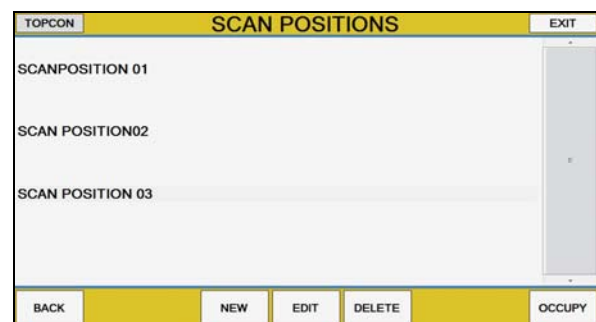 TOPCON SCAN POSITIONS EXIT
SCANPOSITION 01
SCAN POSITION02
SCAN POSITION 03
BACK NEW EDIT DELETE OCCUPY